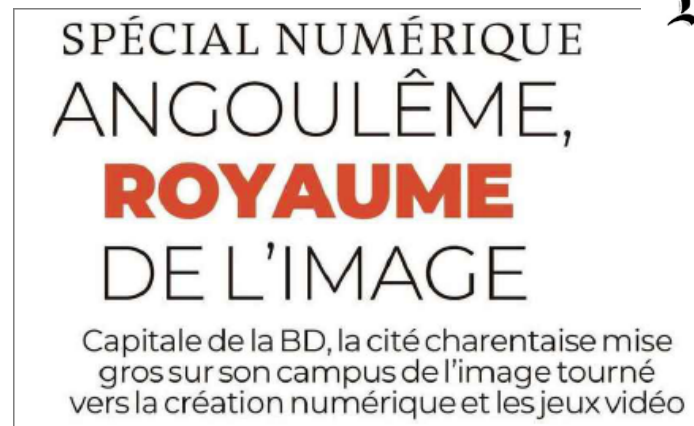 SPÉCIAL NUMÉRIQUE
ANGOULÊME,
ROYAUME
DE L'IMAGE
Capitale de la BD, la cité charentaise mise
gros sur son campus de l'image tourné
vers la création numérique et les jeux vidéo